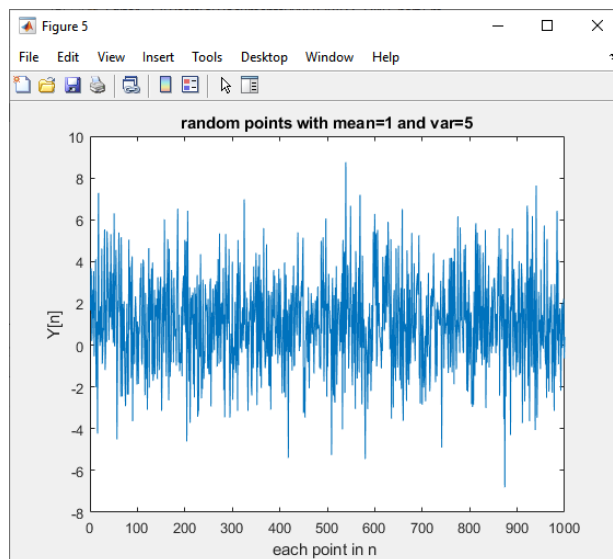 Figure 5
File Edit View Insert Tools Desktop Window Help
random points with mean=1 and var=5
10
8
6
4
2
0
-2
-4
-6
-8
Y[n]
0 100 200 300 400 500 600 700 800 900 1000
each point in n